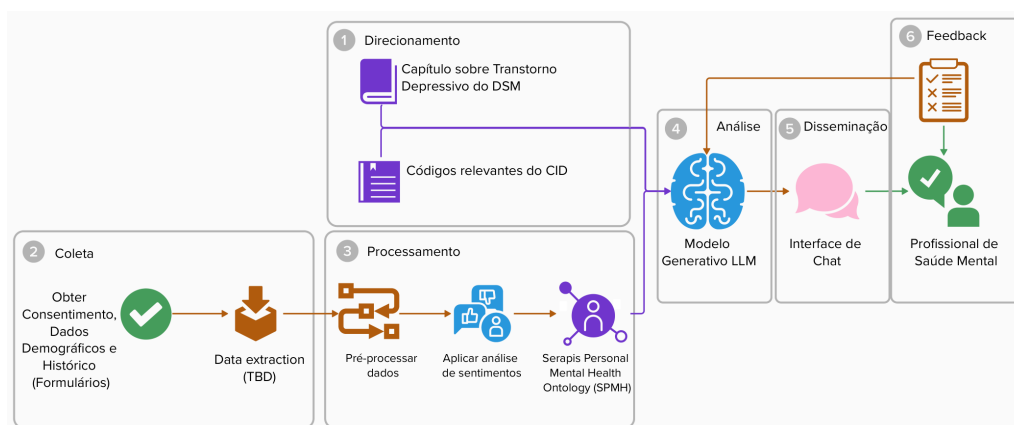 1 Direcionamento
Capítulo sobre Transtorno
Depressivo do DSM
Códigos relevantes do CID
2 Coleta
Obter
Consentimento,
Dados
Demográficos e
Histórico
(Formulários)
Data extraction
(TBD)
3 Processamento
Pré-processar
dados
Aplicar análise
de sentimentos
Serapis Personal
Mental Health
Ontology (SPMH)
4 Análise
Modelo
Generativo LLM
5 Disseminação
Interface de
Chat
6 Feedback
Profissional de
Saúde Mental